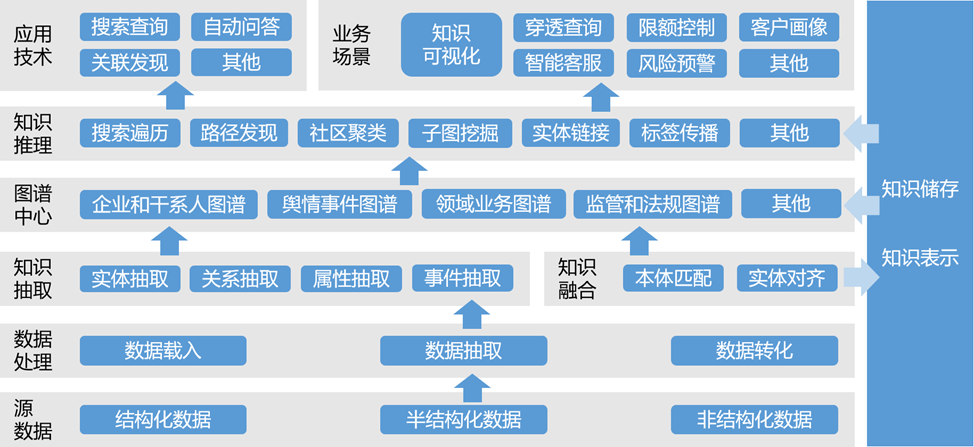 应用
技术
搜索查询
自动问答
关联发现
其他
业务
场景
知识
可视化
穿透查询
限额控制
客户画像
智能客服
风险预警
其他
知识
推理
搜索遍历
路径发现
社区聚类
子图挖掘
实体链接
标签传播
其他
图谱
中心
企业和干系人图谱
舆情事件图谱
领域业务图谱
监管和法规图谱
其他
知识
抽取
实体抽取
关系抽取
属性抽取
事件抽取
知识
融合
本体匹配
实体对齐
数据
处理
数据载入
数据抽取
数据转化
源
数据
结构化数据
半结构化数据
非结构化数据
知识储存
知识表示